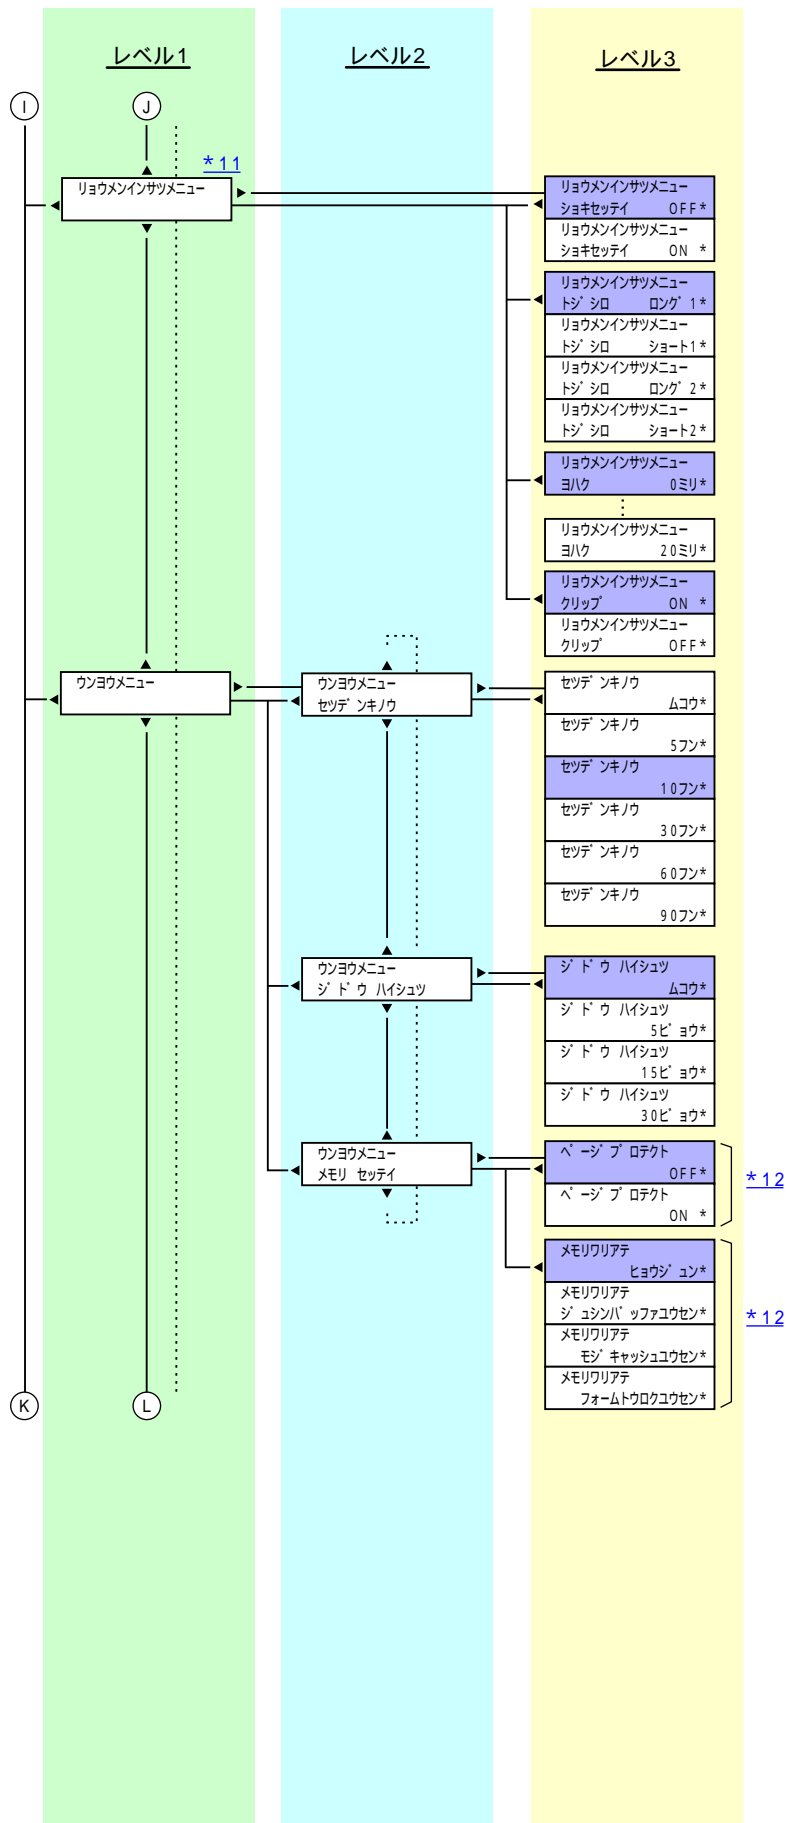 レベル1
レベル2
レベル3
I
J
*11
リョウメンインサツメニュー
リョウメンインサツメニュー
ショキセッテイ OFF*
リョウメンインサツメニュー
ショキセッテイ ON *
リョウメンインサツメニュー
トジシロ ロング1*
リョウメンインサツメニュー
トジシロ ショート1*
リョウメンインサツメニュー
トジシロ ロング2*
リョウメンインサツメニュー
トジシロ ショート2*
リョウメンインサツメニュー
ヨハク 0ミリ*
リョウメンインサツメニュー
ヨハク 20ミリ*
リョウメンインサツメニュー
クリップ ON *
リョウメンインサツメニュー
クリップ OFF*
ウンヨウメニュー
ウンヨウメニュー
セツデンキノウ
セツデンキノウ
ムコウ*
セツデンキノウ
5フン*
セツデンキノウ
10フン*
セツデンキノウ
30フン*
セツデンキノウ
60フン*
セツデンキノウ
90フン*
ウンヨウメニュー
ジドウ ハイシュツ
ジドウ ハイシュツ
ムコウ*
ジドウ ハイシュツ
5ビョウ*
ジドウ ハイシュツ
15ビョウ*
ジドウ ハイシュツ
30ビョウ*
ウンヨウメニュー
メモリ セッテイ
ページプロテクト
OFF*
ページプロテクト
ON *
*12
メモリワリアテ
ヒョウジュン*
メモリワリアテ
ジュシンバッファユウセン*
メモリワリアテ
モジキャッシュユウセン*
メモリワリアテ
フォームトウロクユウセン*
*12
K
L